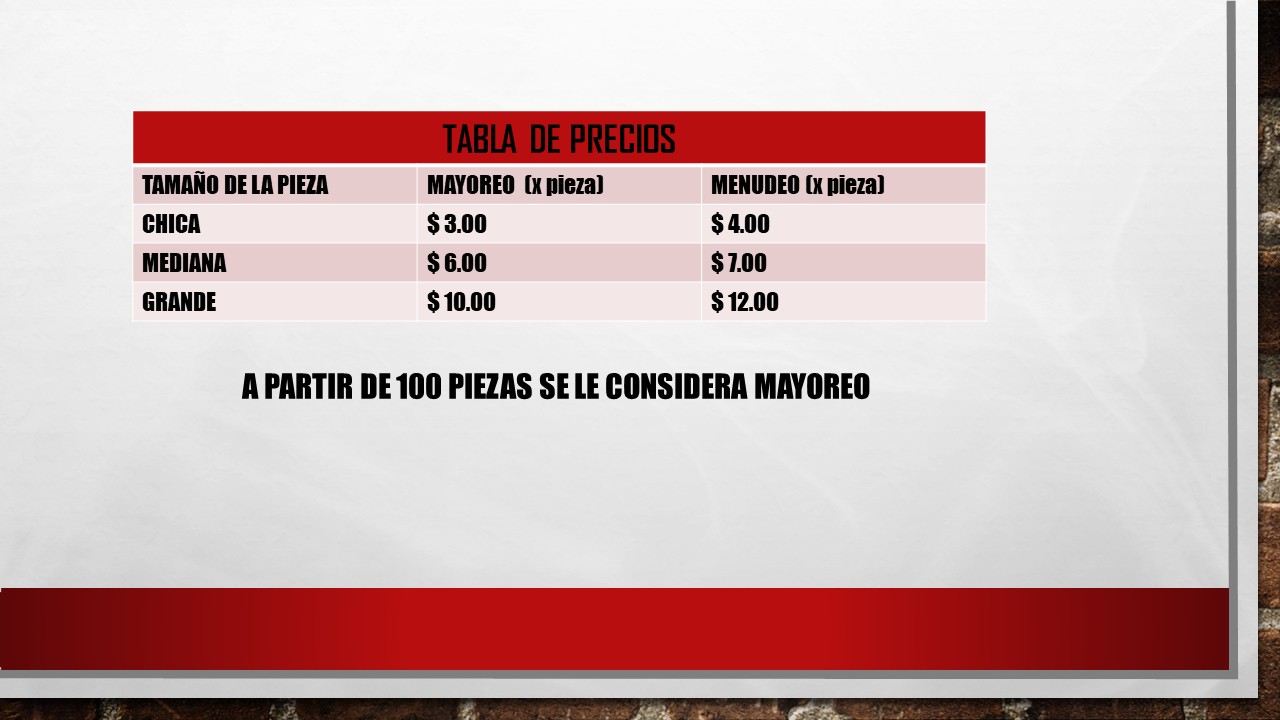 TABLA DE PRECIOS
TAMAÑO DE LA PIEZA MAYOREO (x pieza) MENUDEO (x pieza)
CHICA $ 3.00 $ 4.00
MEDIANA $ 6.00 $ 7.00
GRANDE $ 10.00 $ 12.00
A PARTIR DE 100 PIEZAS SE LE CONSIDERA MAYOREO